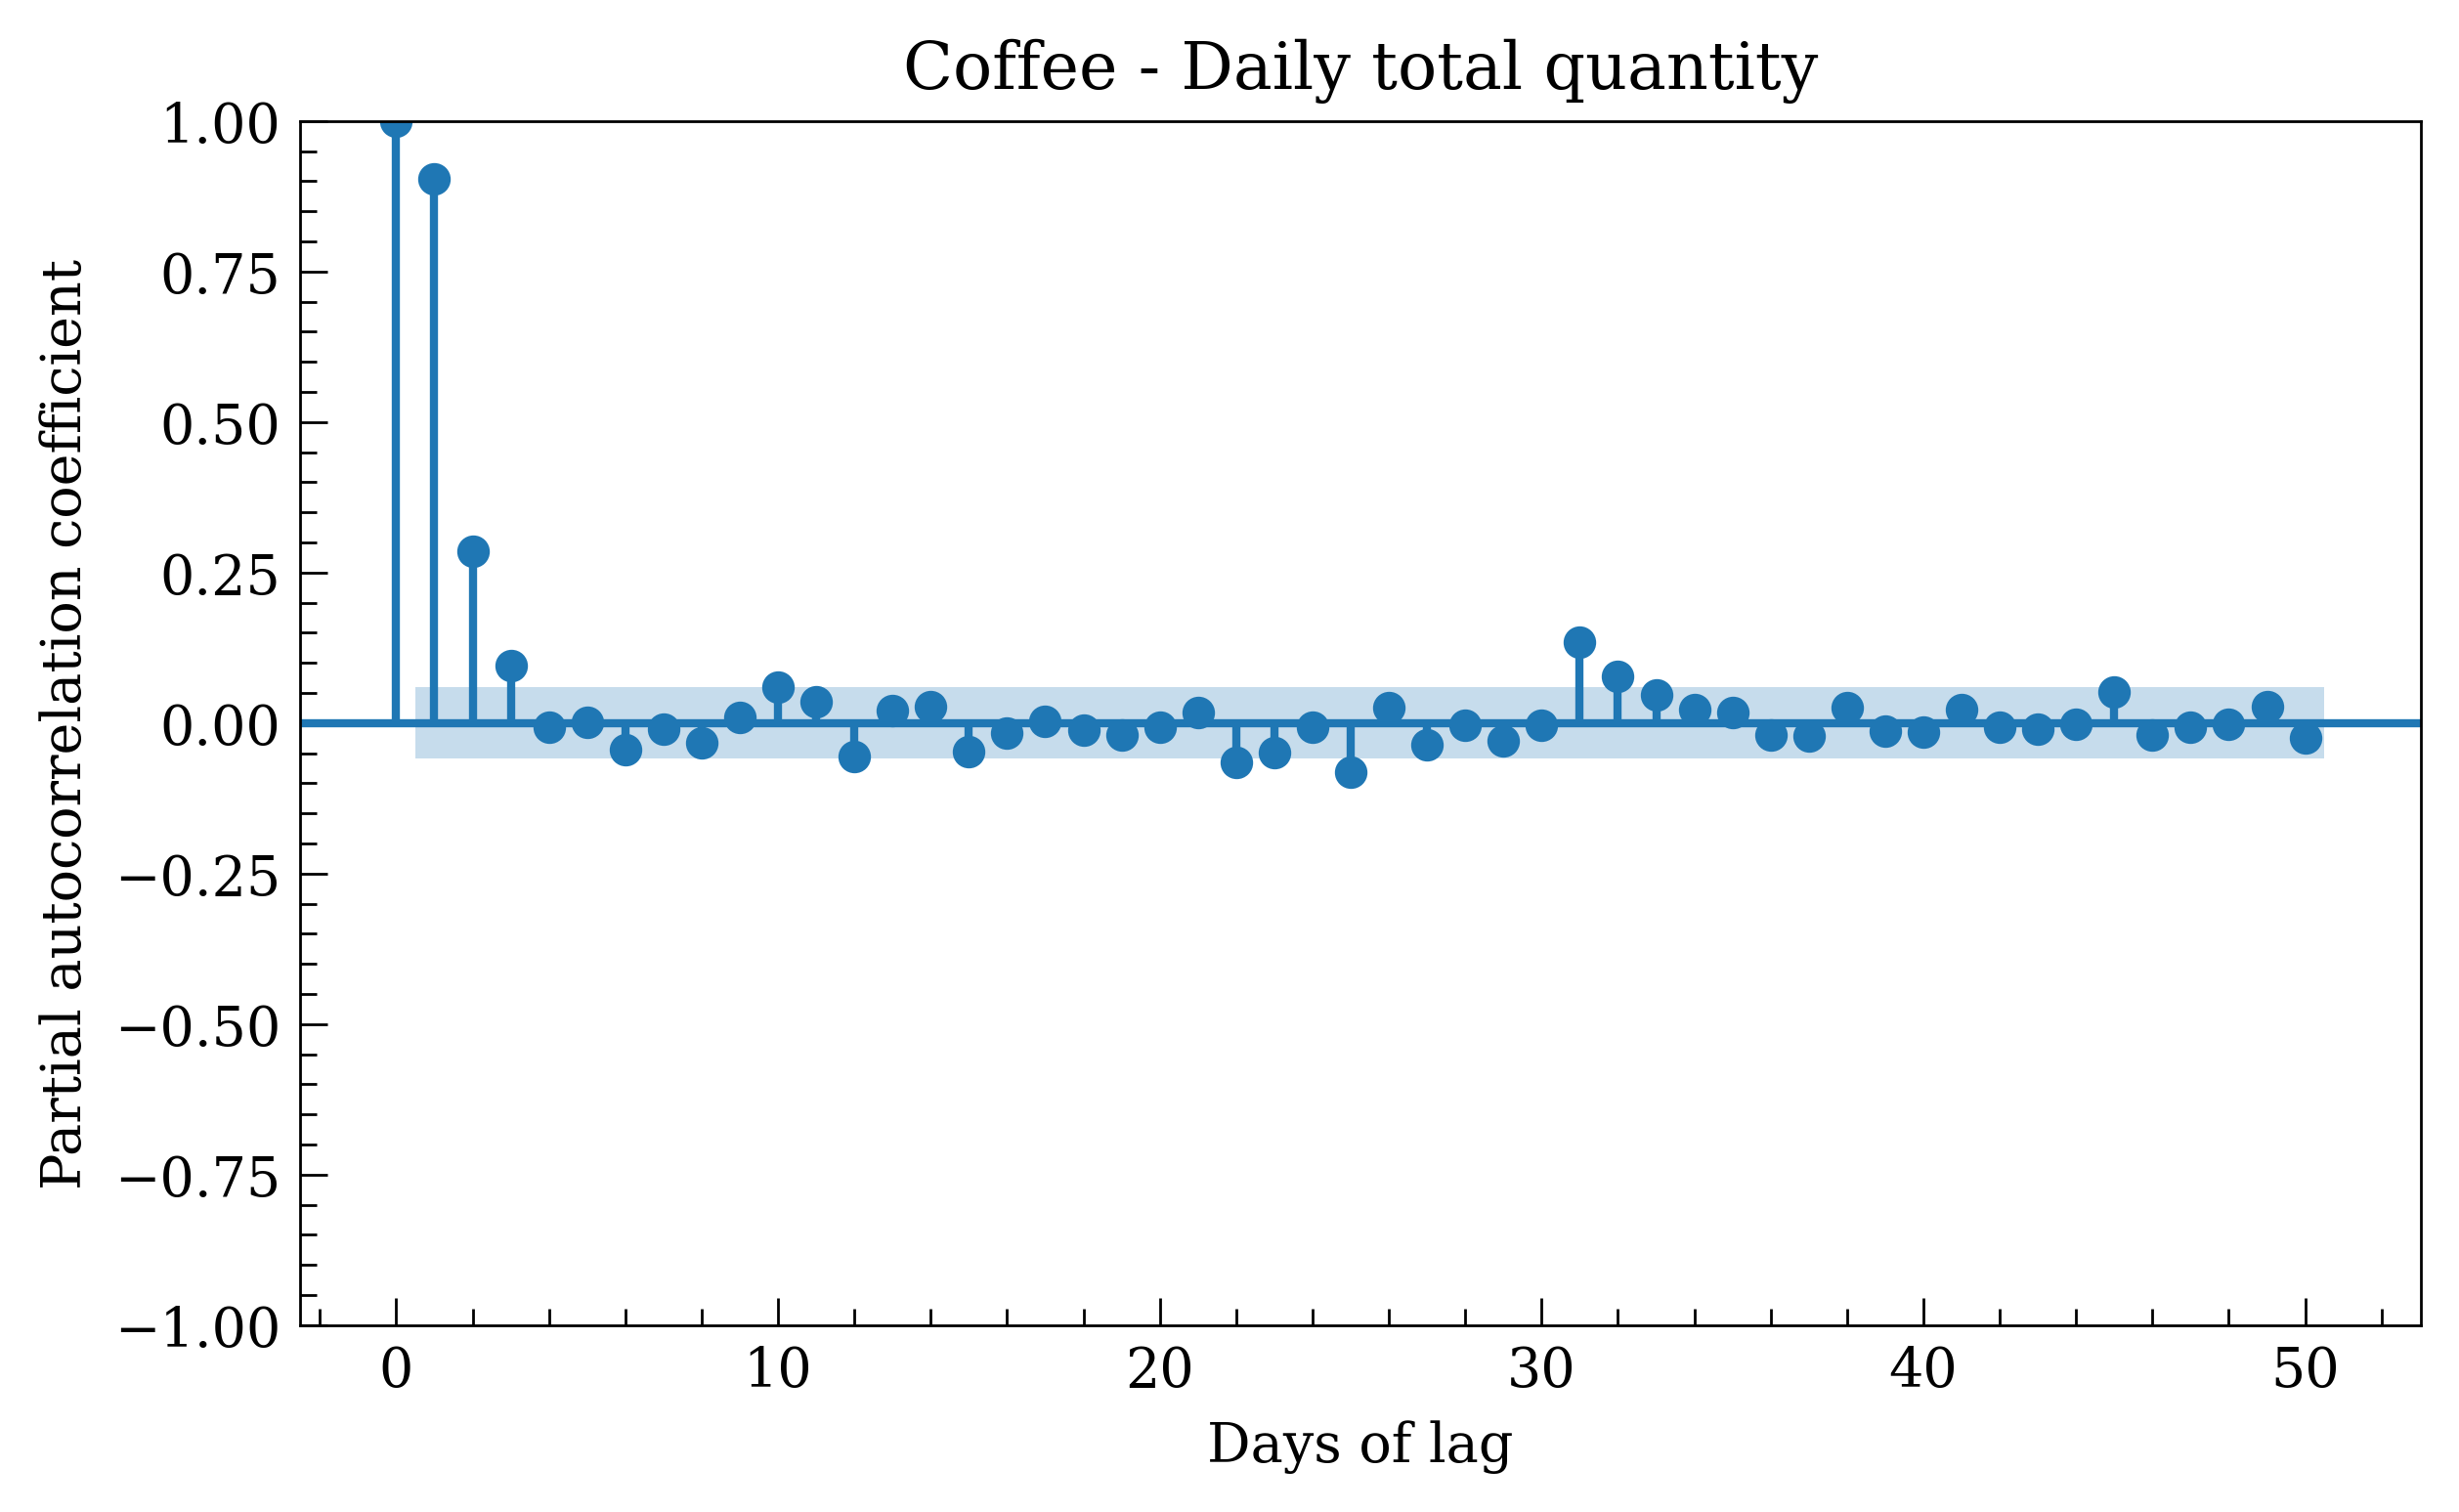 Coffee - Daily total quantity
Partial autocorrelation coefficient
1.00
0.75
0.50
0.25
0.00
−0.25
−0.50
−0.75
−1.00
0 10 20 30 40 50
Days of lag